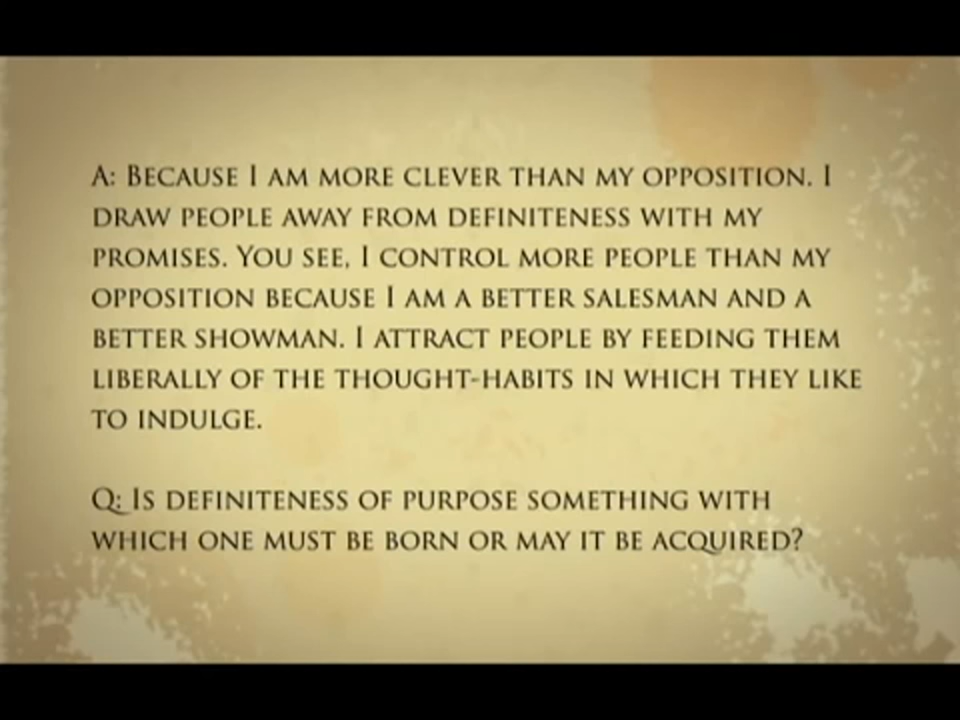 A: Because I am more clever than my opposition. I
draw people away from definiteness with my
promises. You see, I control more people than my
opposition because I am a better salesman and a
better showman. I attract people by feeding them
liberally of the thought-habits in which they like
to indulge.
Q: Is definiteness of purpose something with
which one must be born or may it be acquired?